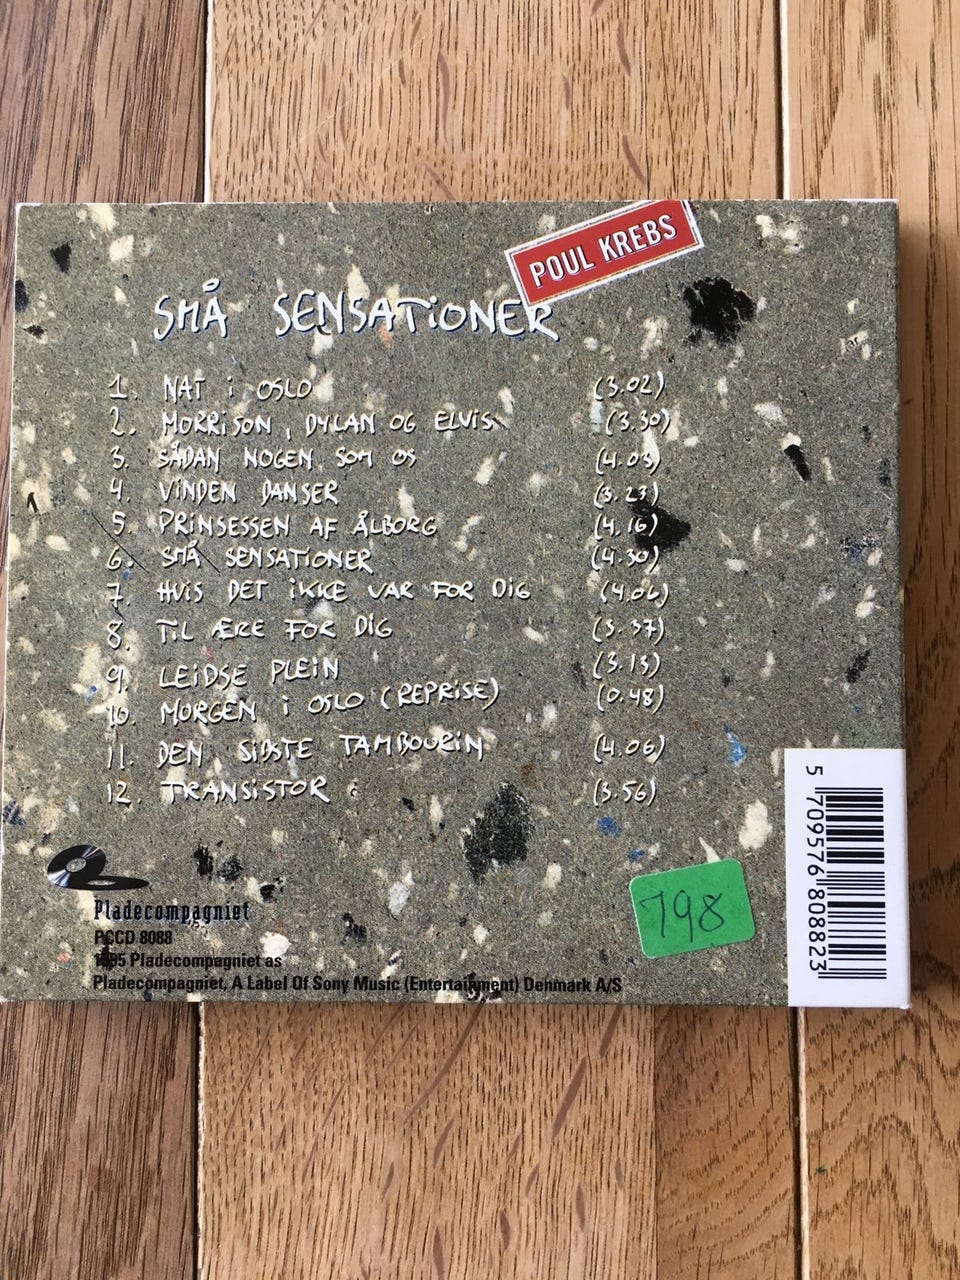 POUL KREBS
SMÅ SENSATIONER
1. NAT i OSLO (3.02)
2. MORRISON, DYLAN OG ELVIS (3.30)
3. SÅDAN NOGEN SOM OS (4.03)
4. VINDEN DANSER (3.23)
5. PRINSESSEN AF ÅLBORG (4.16)
6. SMÅ SENSATIONER (4.30)
7. HVIS DET iKKE VAR FOR DIG (4.06)
8. TIL ÆRE FOR DIG (3.37)
9. LEIDSE PLEIN (3.13)
10. MORGEN i OSLO (REPRISE) (0.48)
11. DEN SIDSTE TAMBOURIN (4.06)
12. TRANSISTOR (3.56)
Pladecompagniet
PCCD 8088
1995 Pladecompagniet as
Pladecompagniet, A Label Of Sony Music (Entertainment) Denmark A/S
798
5 709576 808823